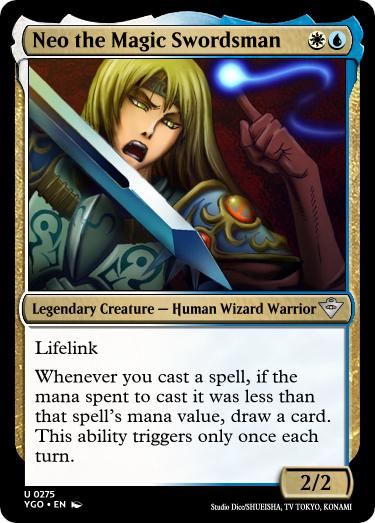 Neo the Magic Swordsman
Legendary Creature — Human Wizard Warrior
Lifelink
Whenever you cast a spell, if the
mana spent to cast it was less than
that spell's mana value, draw a card.
This ability triggers only once each
turn.
2/2
U 0275
YGO • EN
Studio Dice/SHUEISHA, TV TOKYO, KONAMI